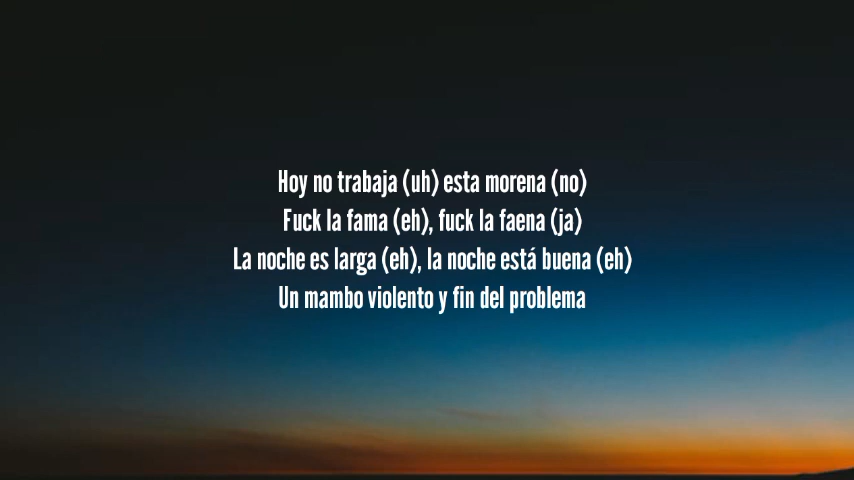 Hoy no trabaja (uh) esta morena (no)
Fuck la fama (eh), fuck la faena (ja)
La noche es larga (eh), la noche está buena (eh)
Un mambo violento y fin del problema